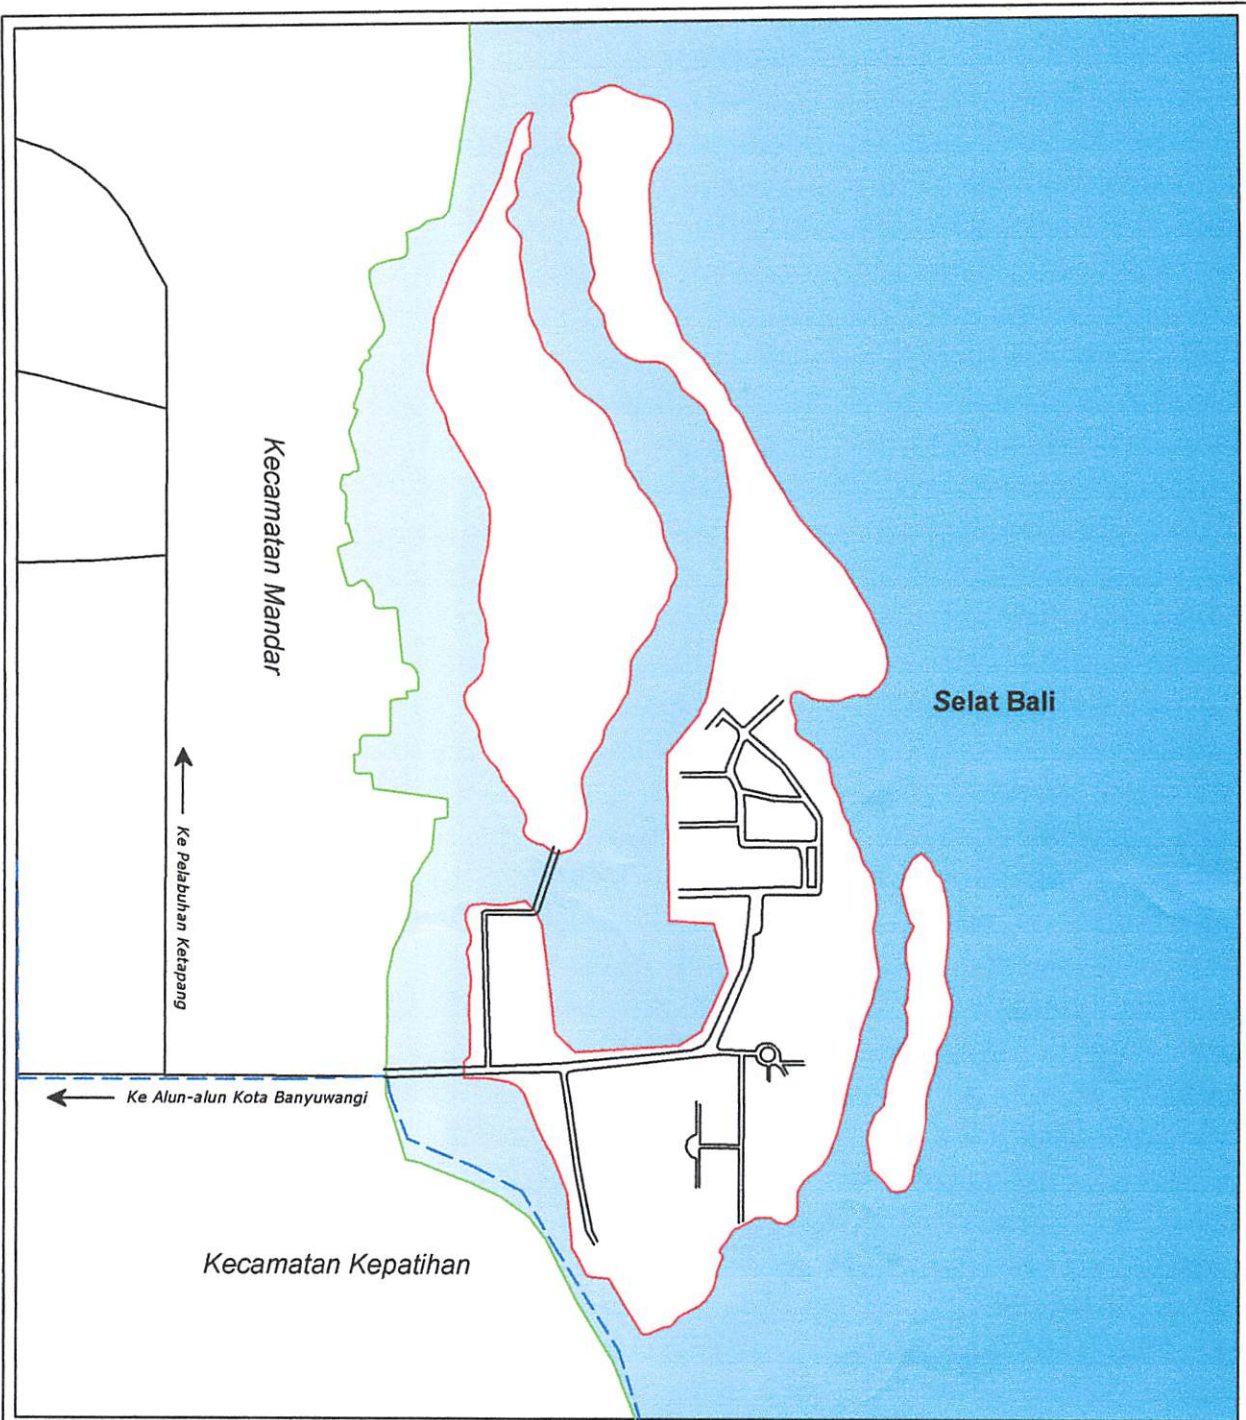 Kecamatan Mandar
Selat Bali
Ke Pelabuhan Ketapang
Ke Alun-alun Kota Banyuwangi
Kecamatan Kepatihan